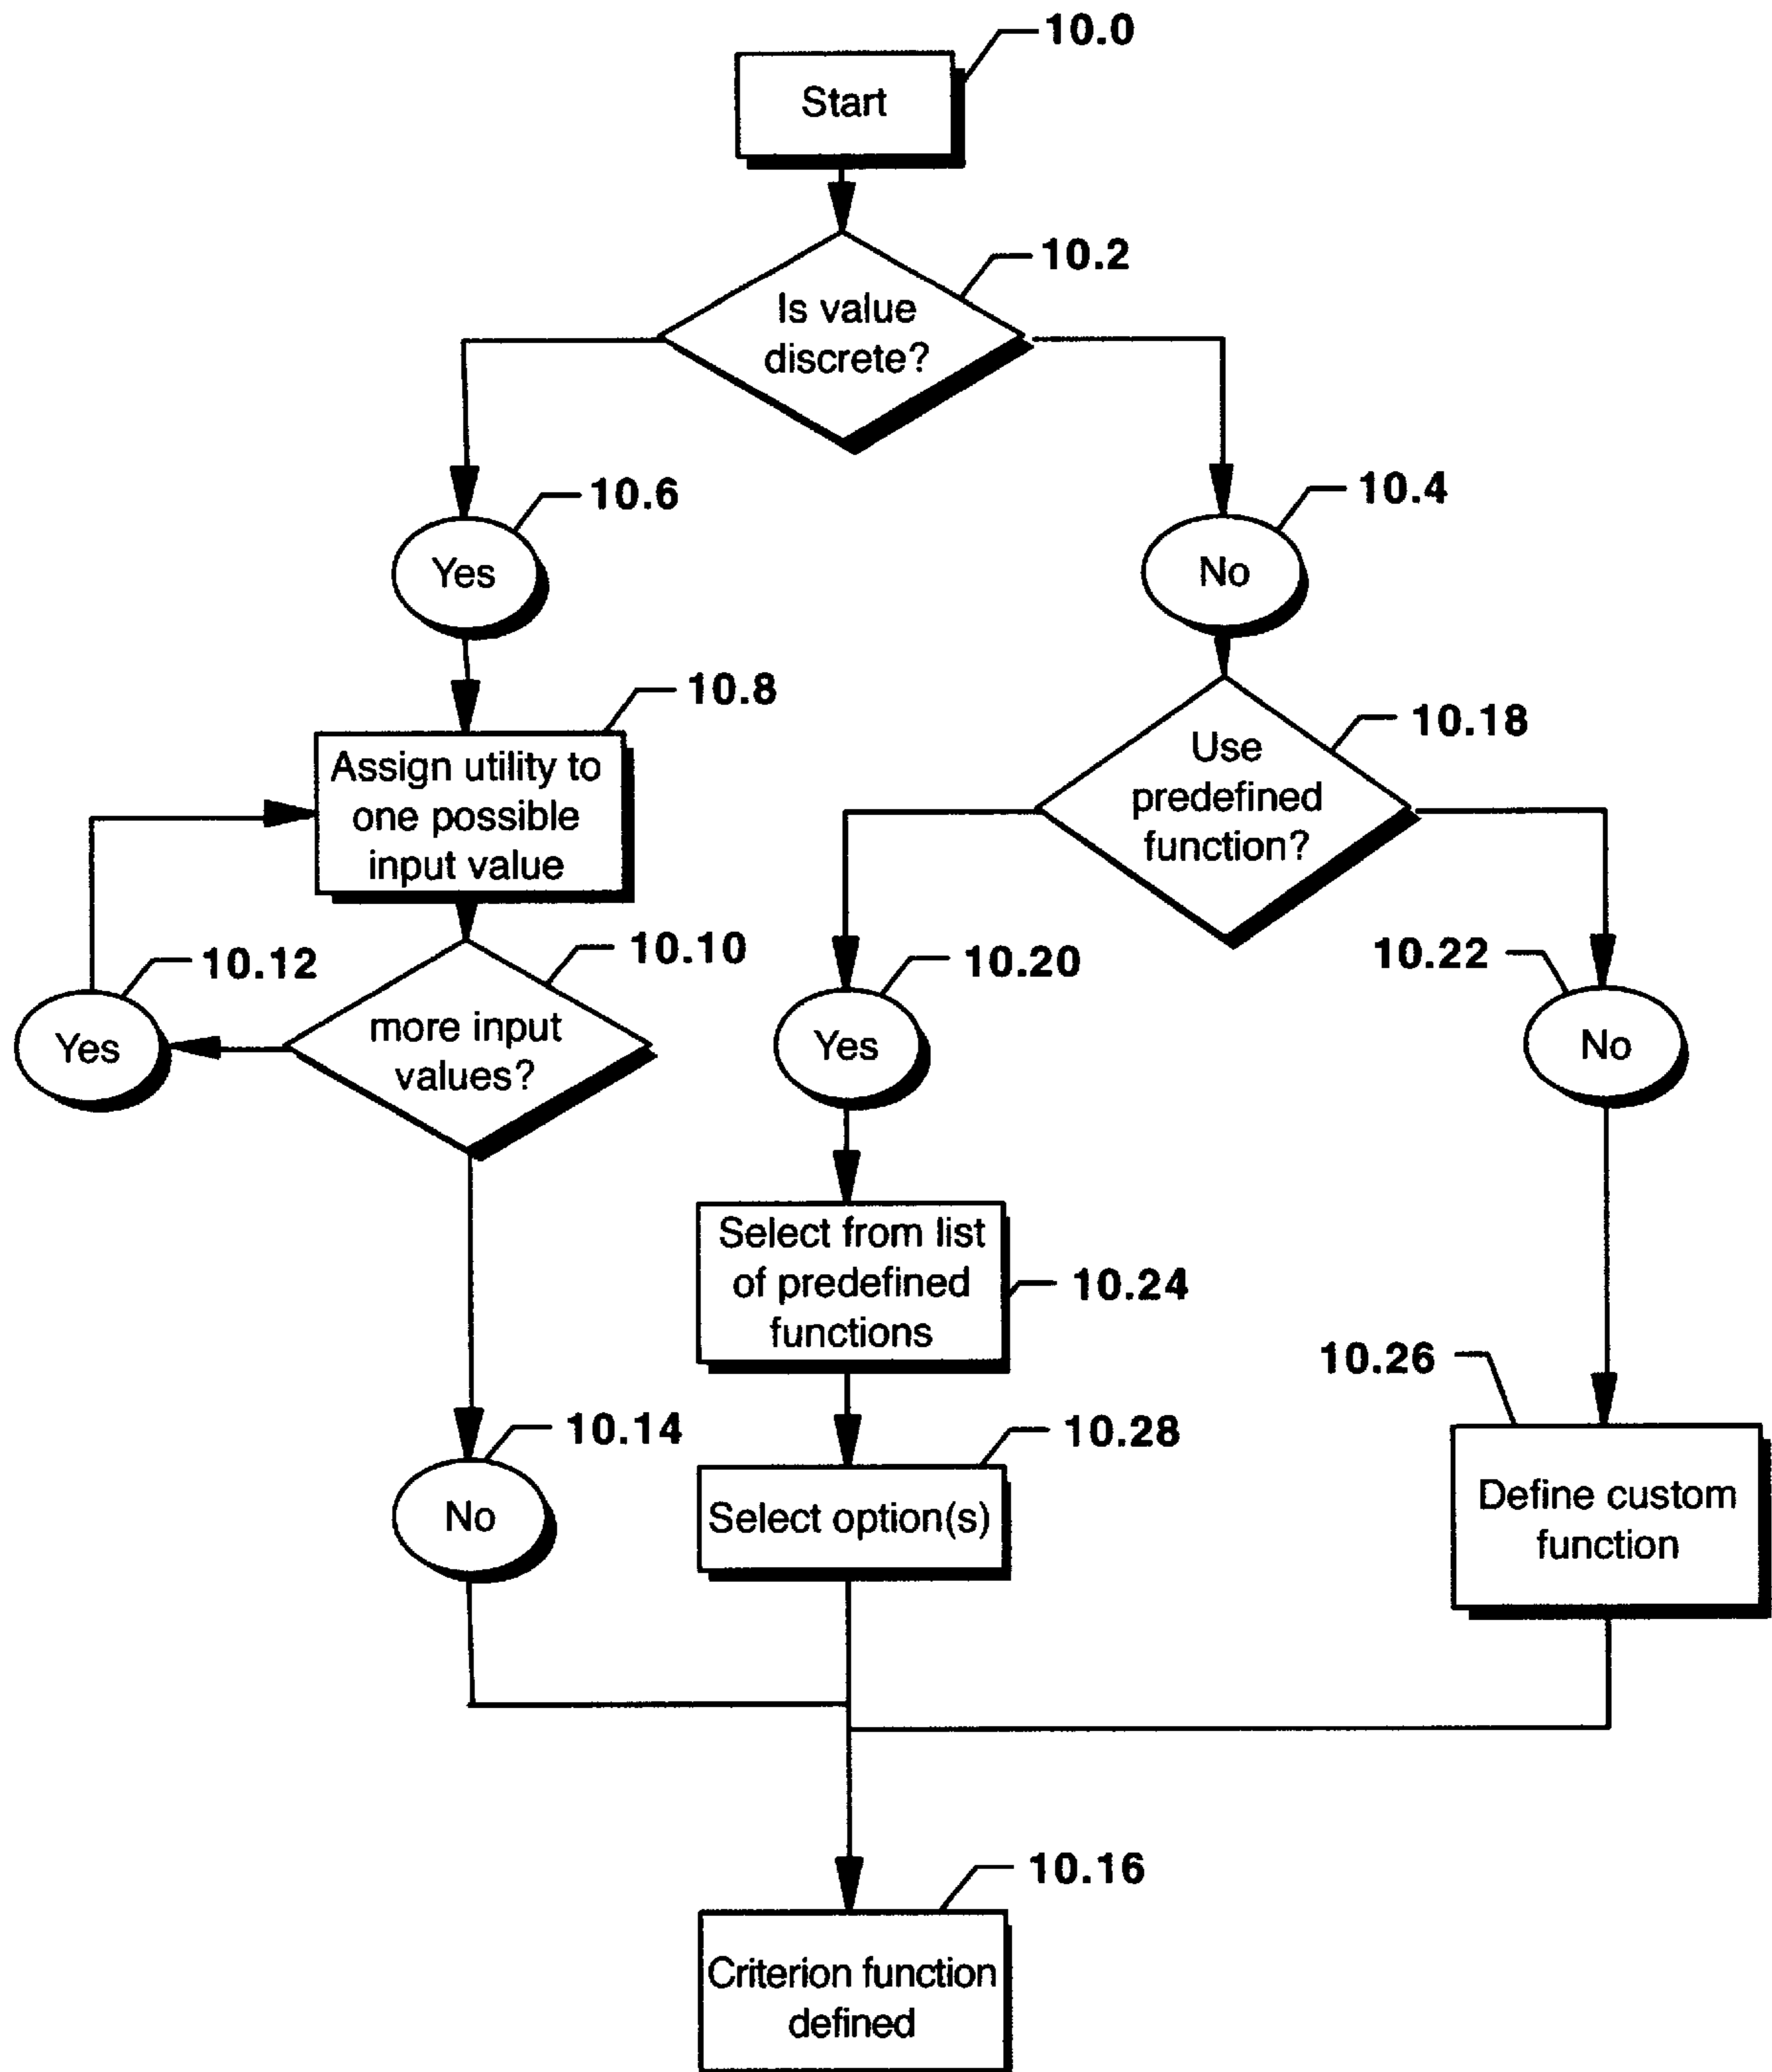 10.0
Start
10.2
Is value
discrete?
10.6
10.4
Yes
No
10.8
10.18
Assign utility to
one possible
input value
Use
predefined
function?
10.12
10.10
10.20
10.22
Yes
more input
values?
Yes
No
Select from list
of predefined
functions
10.24
10.26
10.14
10.28
No
Select option(s)
Define custom
function
10.16
Criterion function
defined